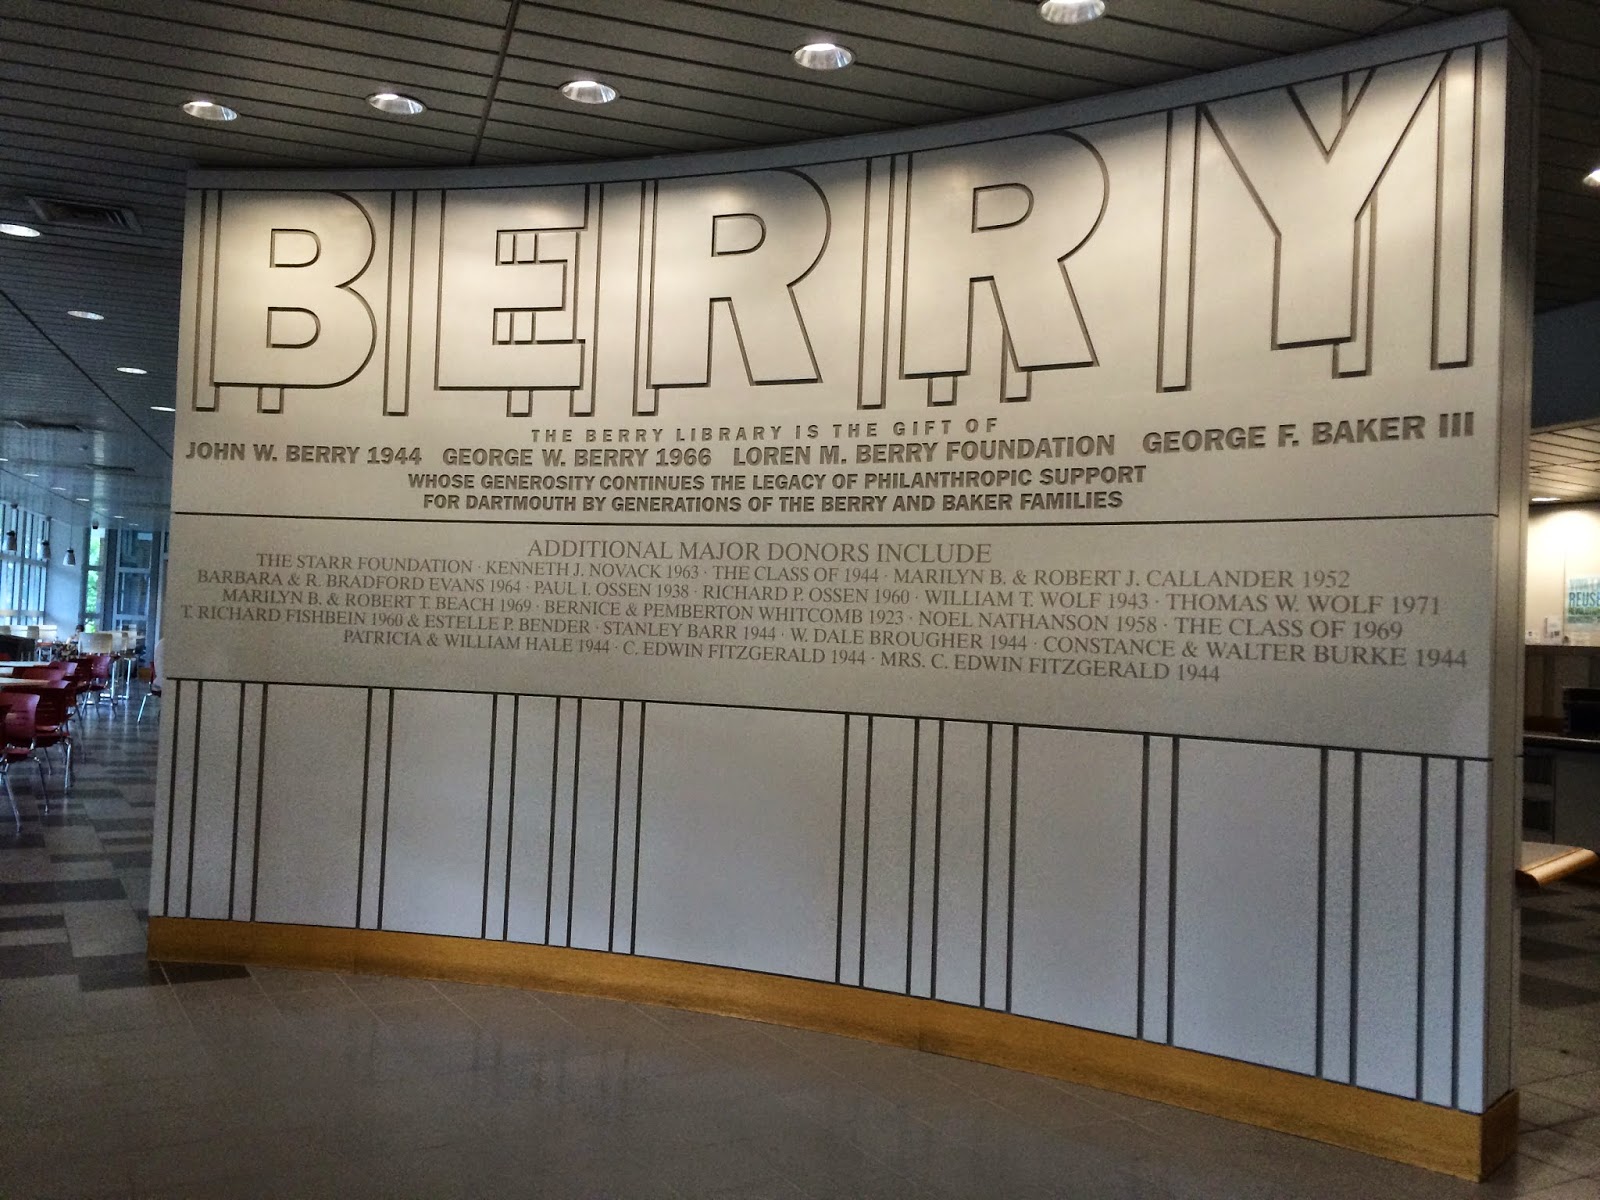 BERRY
THE BERRY LIBRARY IS THE GIFT OF
JOHN W. BERRY 1944 GEORGE W. BERRY 1966 LOREN M. BERRY FOUNDATION GEORGE F. BAKER III
WHOSE GENEROSITY CONTINUES THE LEGACY OF PHILANTHROPIC SUPPORT
FOR DARTMOUTH BY GENERATIONS OF THE BERRY AND BAKER FAMILIES
ADDITIONAL MAJOR DONORS INCLUDE
THE STARR FOUNDATION · KENNETH J. NOVACK 1963 · THE CLASS OF 1944 · MARILYN B. & ROBERT J. CALLANDER 1952
BARBARA & R. BRADFORD EVANS 1964 · PAUL I. OSSEN 1938 · RICHARD P. OSSEN 1960 · WILLIAM T. WOLF 1943 · THOMAS W. WOLF 1971
MARILYN B. & ROBERT T. BEACH 1969 · BERNICE & PEMBERTON WHITCOMB 1923 · NOEL NATHANSON 1958 · THE CLASS OF 1969
T. RICHARD FISHBEIN 1960 & ESTELLE P. BENDER · STANLEY BARR 1944 · W. DALE BROUGHER 1944 · CONSTANCE & WALTER BURKE 1944
PATRICIA & WILLIAM HALE 1944 · C. EDWIN FITZGERALD 1944 · MRS. C. EDWIN FITZGERALD 1944